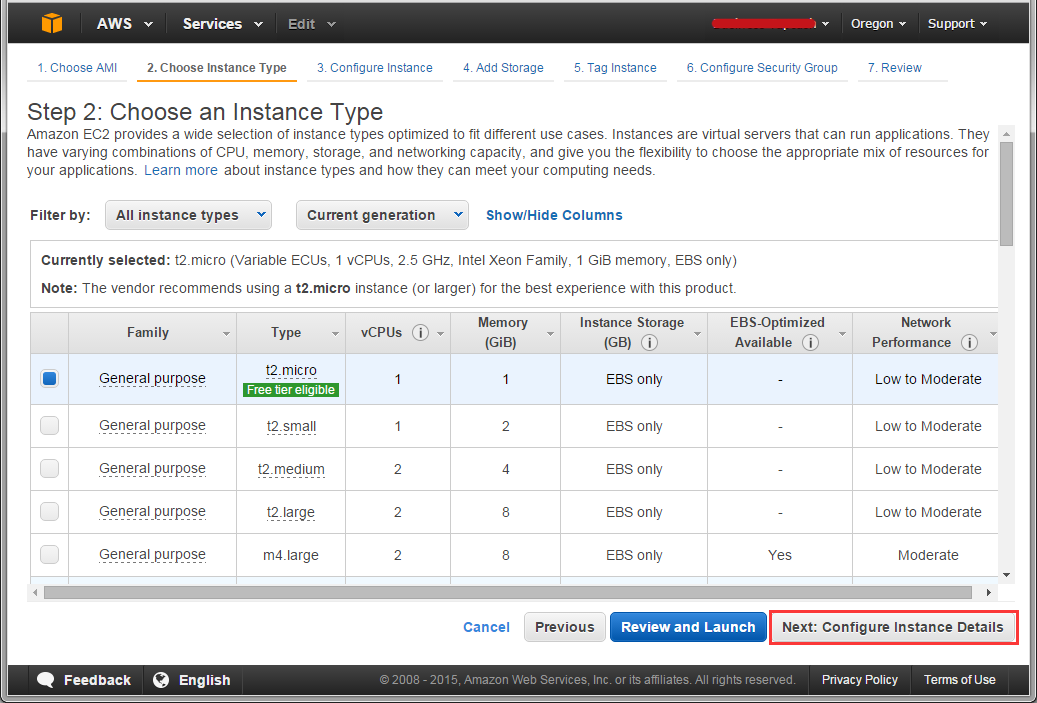 AWS Services Edit Oregon Support
1. Choose AMI 2. Choose Instance Type 3. Configure Instance 4. Add Storage 5. Tag Instance 6. Configure Security Group 7. Review
Step 2: Choose an Instance Type
Amazon EC2 provides a wide selection of instance types optimized to fit different use cases. Instances are virtual servers that can run applications. They
have varying combinations of CPU, memory, storage, and networking capacity, and give you the flexibility to choose the appropriate mix of resources for
your applications. Learn more about instance types and how they can meet your computing needs.
Filter by: All instance types Current generation Show/Hide Columns
Currently selected: t2.micro (Variable ECUs, 1 vCPUs, 2.5 GHz, Intel Xeon Family, 1 GiB memory, EBS only)
Note: The vendor recommends using a t2.micro instance (or larger) for the best experience with this product.
Family Type vCPUs Memory (GiB) Instance Storage (GB) EBS-Optimized Available Network Performance
General purpose t2.micro Free tier eligible 1 1 EBS only - Low to Moderate
General purpose t2.small 1 2 EBS only - Low to Moderate
General purpose t2.medium 2 4 EBS only - Low to Moderate
General purpose t2.large 2 8 EBS only - Low to Moderate
General purpose m4.large 2 8 EBS only Yes Moderate
Cancel Previous Review and Launch Next: Configure Instance Details
Feedback English © 2008 - 2015, Amazon Web Services, Inc. or its affiliates. All rights reserved. Privacy Policy Terms of Use